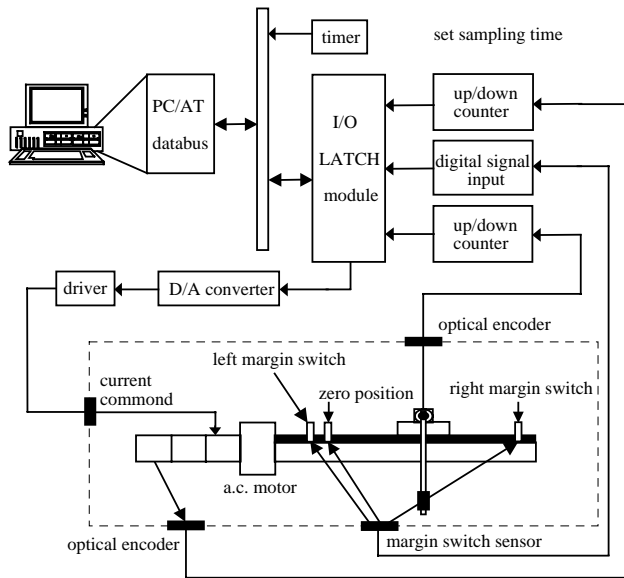 timer
set sampling time
PC/AT
databus
I/O
LATCH
module
up/down
counter
digital signal
input
up/down
counter
driver
D/A converter
optical encoder
left margin switch
current
commond
zero position
right margin switch
a.c. motor
optical encoder
margin switch sensor